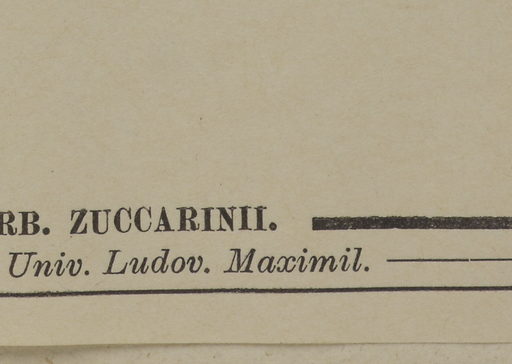 RB. ZUCCARINII.
Univ. Ludov. Maximil.